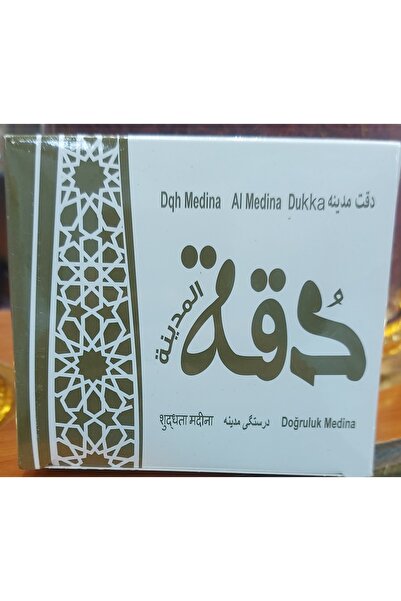 Dqh Medina Al Medina Dukka دقت مدينه
دُقة المدينة
शुद्धता मदीना درستگی مدینه Doğruluk Medina